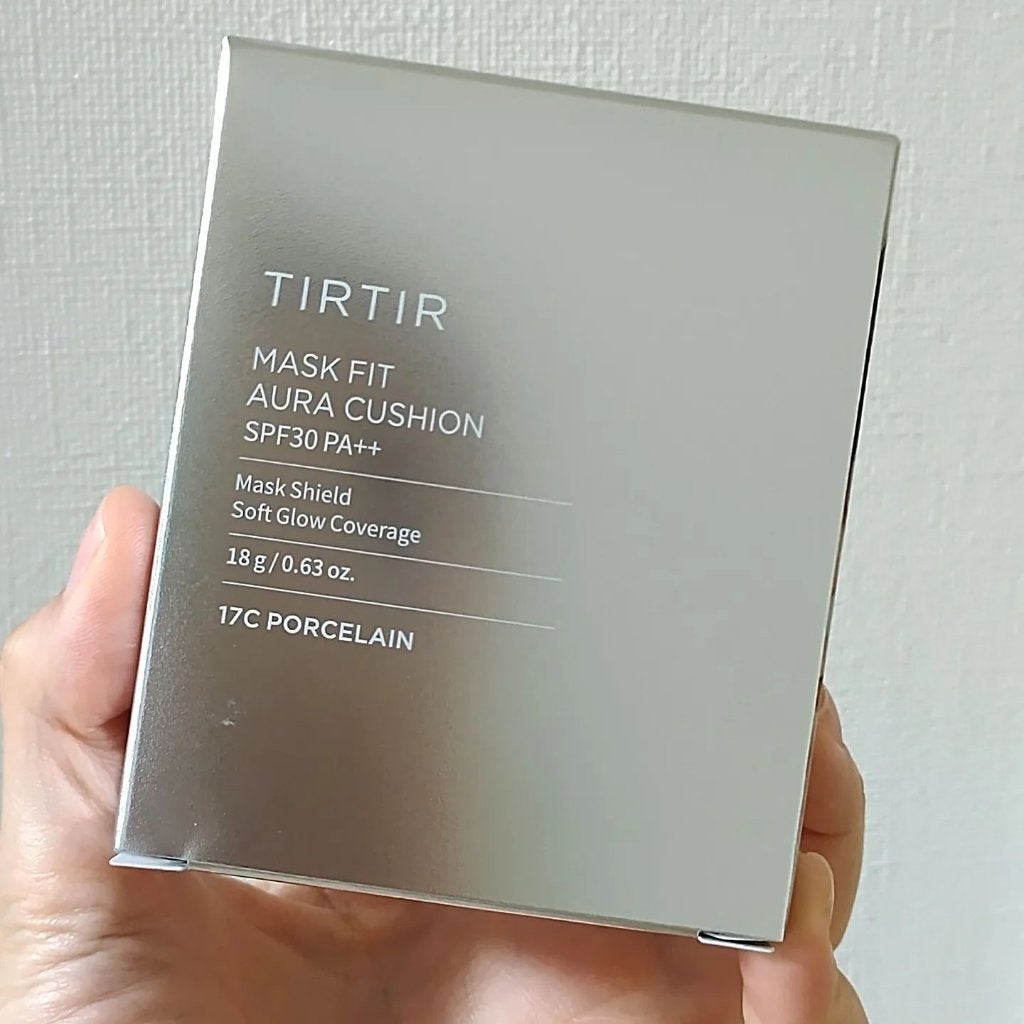 TIRTIR
MASK FIT
AURA CUSHION
SPF30 PA++
Mask Shield
Soft Glow Coverage
18 g / 0.63 oz.
17C PORCELAIN